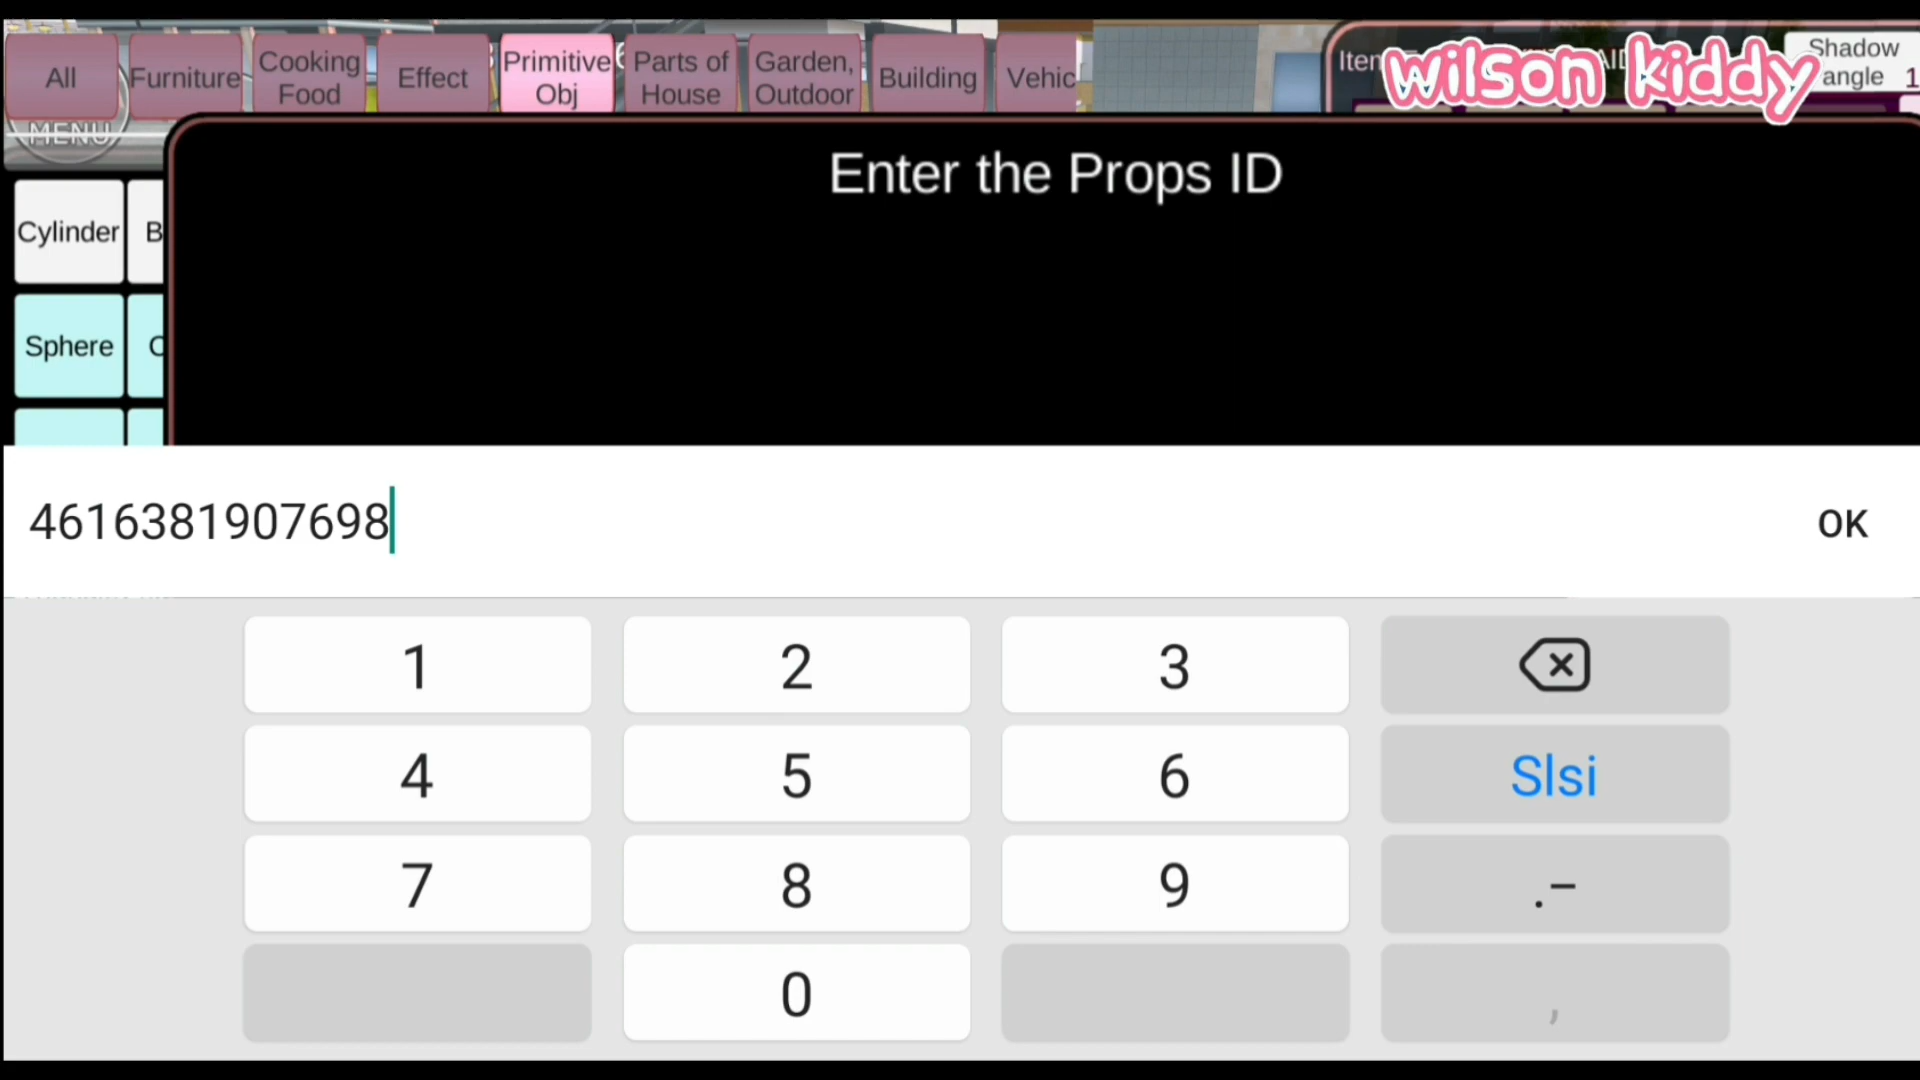 All
Furniture
Cooking
Food
Effect
Primitive
Obj
Parts of
House
Garden,
Outdoor
Building
Vehic
Item
wilson kiddy
Shadow
angle
1
MENU
Enter the Props ID
Cylinder
B
Sphere
C
4616381907698
OK
1
2
3
4
5
6
Slsi
7
8
9
.–
0
,